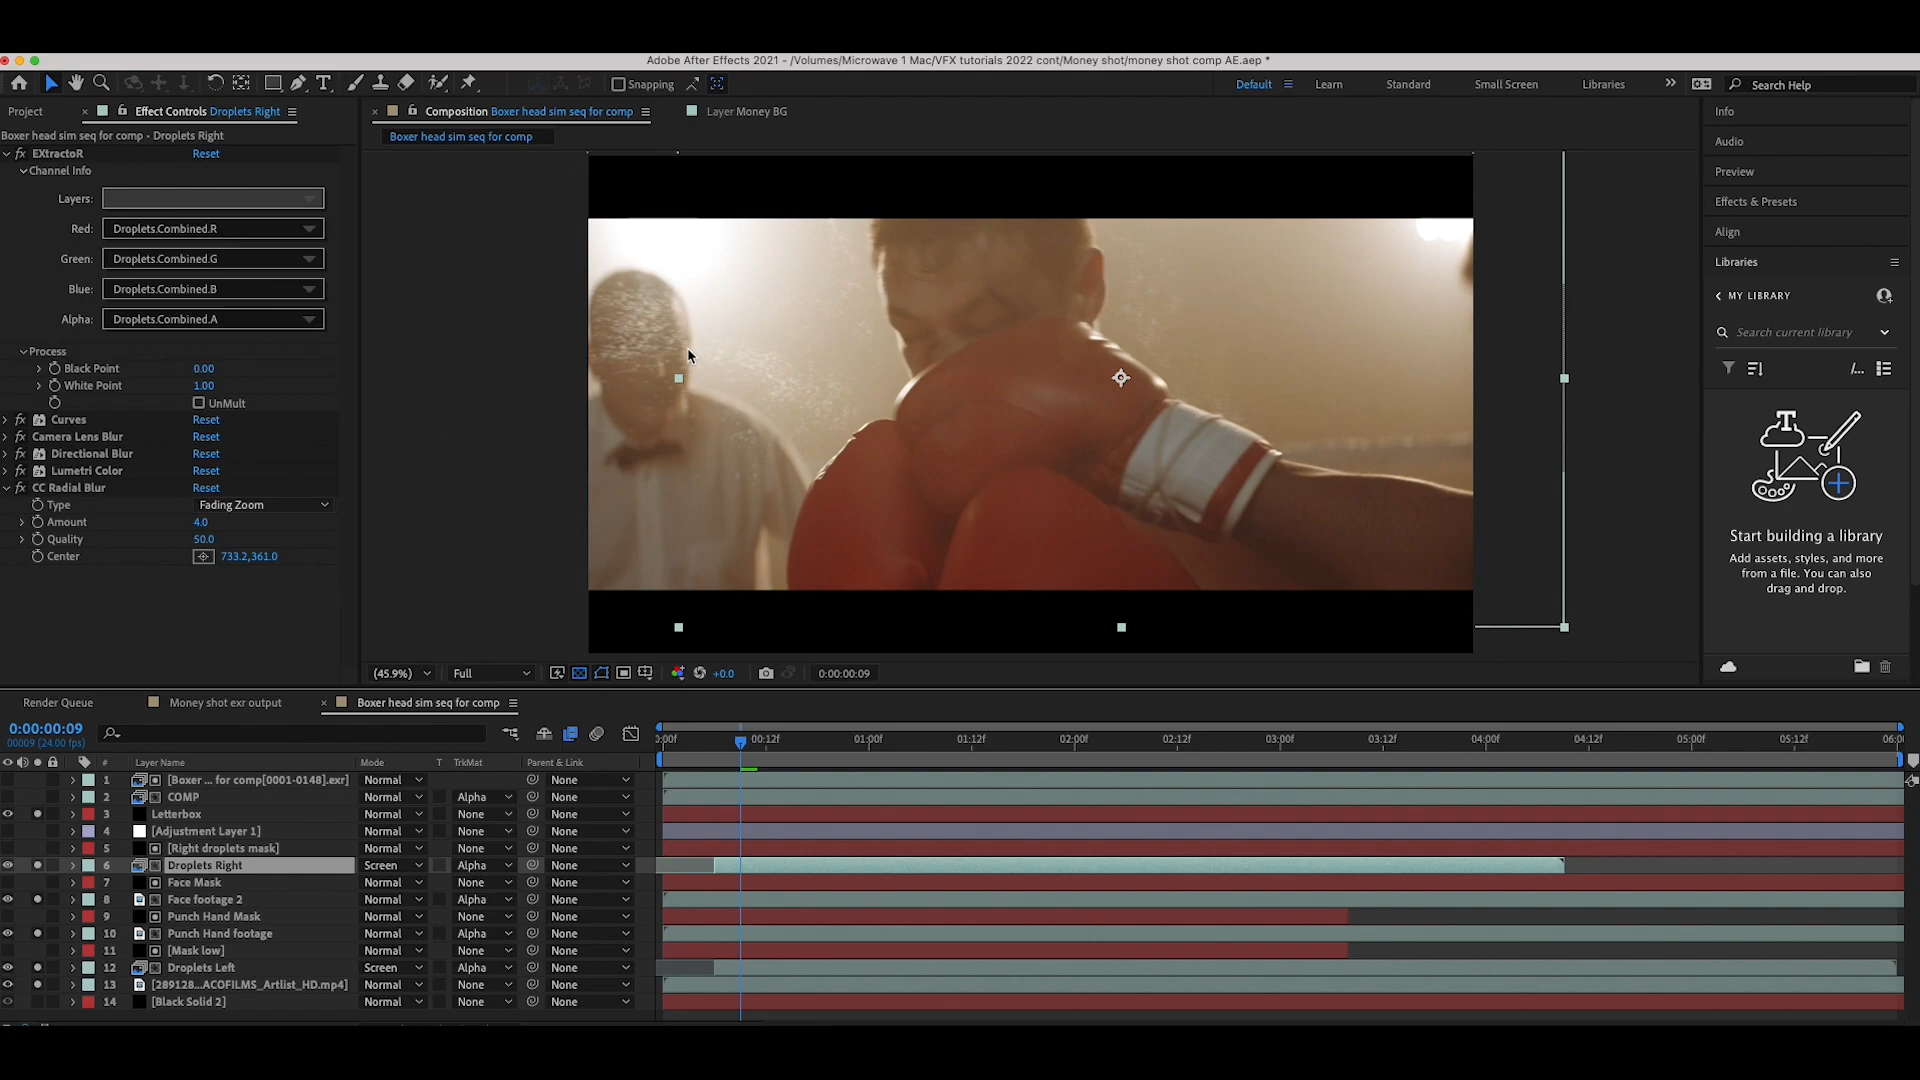 Adobe After Effects 2021 - /Volumes/Microwave 1 Mac/VFX tutorials 2022 cont/Money shot/money shot comp AE.aep *
Snapping
Default
Learn
Standard
Small Screen
Libraries
Search Help
Project
Effect Controls Droplets Right
Composition Boxer head sim seq for comp
Layer Money BG
Info
Boxer head sim seq for comp • Droplets Right
Boxer head sim seq for comp
fx EXtractoR Reset
Channel Info
Layers:
Red: Droplets.Combined.R
Green: Droplets.Combined.G
Blue: Droplets.Combined.B
Alpha: Droplets.Combined.A
Process
Black Point 0.00
White Point 1.00
UnMult
fx Curves Reset
fx Camera Lens Blur Reset
fx Directional Blur Reset
fx Lumetri Color Reset
fx CC Radial Blur Reset
Type Fading Zoom
Amount 4.0
Quality 50.0
Center 733.2,361.0
Audio
Preview
Effects & Presets
Align
Libraries
MY LIBRARY
Search current library
Start building a library
Add assets, styles, and more
from a file. You can also
drag and drop.
(45.9%) Full +0.0 0:00:00:09
Render Queue
Money shot exr output
Boxer head sim seq for comp
0:00:00:09
00009 (24.00 fps)
:00f 00:12f 01:00f 01:12f 02:00f 02:12f 03:00f 03:12f 04:00f 04:12f 05:00f 05:12f 06:0
# Layer Name Mode T TrkMat Parent & Link
1 [Boxer ... for comp[0001-0148].exr] Normal None
2 COMP Normal Alpha None
3 Letterbox Normal None None
4 [Adjustment Layer 1] Normal None None
5 [Right droplets mask] Normal None None
6 Droplets Right Screen Alpha None
7 Face Mask Normal None None
8 Face footage 2 Normal Alpha None
9 Punch Hand Mask Normal None None
10 Punch Hand footage Normal Alpha None
11 [Mask low] Normal None None
12 Droplets Left Screen Alpha None
13 [289128...ACOFILMS_Artlist_HD.mp4] Normal None None
14 [Black Solid 2] Normal None None